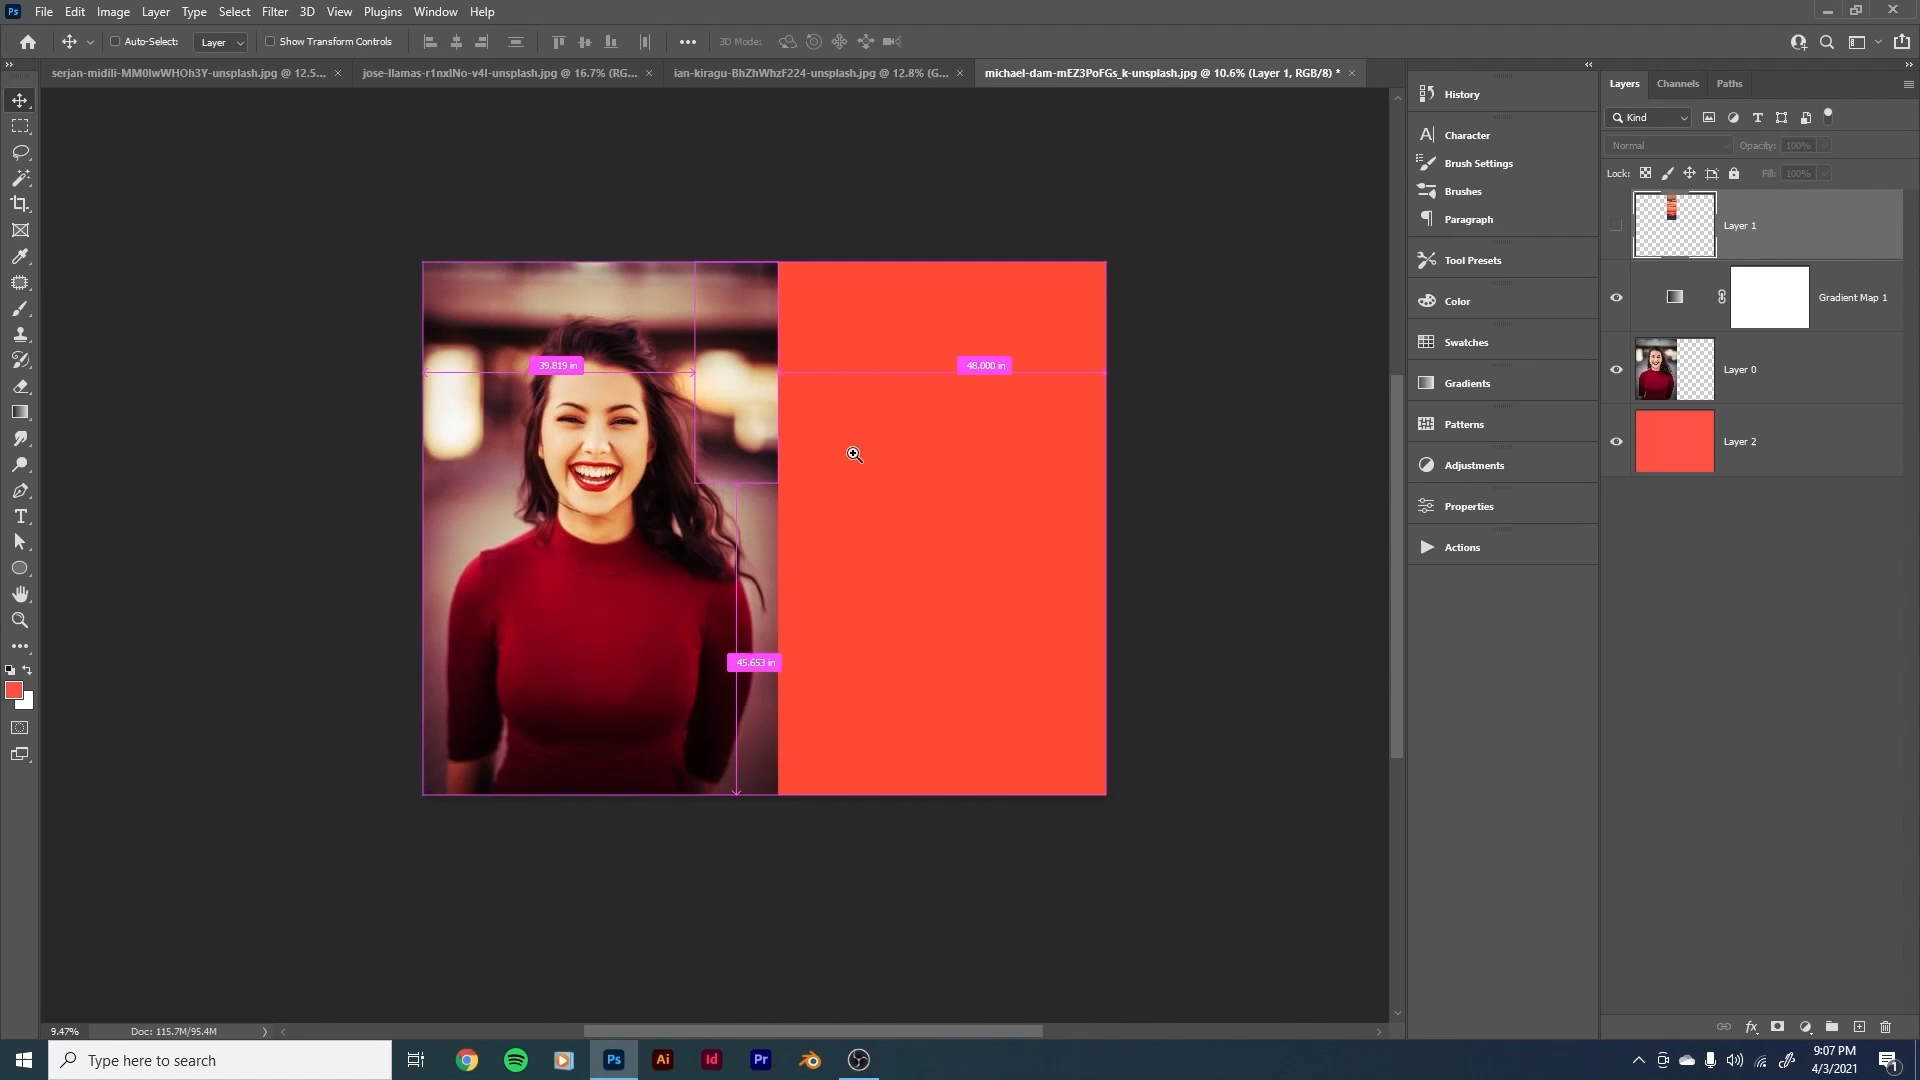 Ps File Edit Image Layer Type Select Filter 3D View Plugins Window Help
Auto-Select: Layer Show Transform Controls 3D Mode:
serjan-midili-MM0lwWHOh3Y-unsplash.jpg @ 12.5... × jose-llamas-r1nxlNo-v4I-unsplash.jpg @ 16.7% (RG... × ian-kiragu-BhZhWhzF224-unsplash.jpg @ 12.8% (G... × michael-dam-mEZ3PoFGs_k-unsplash.jpg @ 10.6% (Layer 1, RGB/8) * ×
39.819 in
48.000 in
45.653 in
History
Character
Brush Settings
Brushes
Paragraph
Tool Presets
Color
Swatches
Gradients
Patterns
Adjustments
Properties
Actions
Layers Channels Paths
Kind
Normal Opacity: 100%
Lock: Fill: 100%
Layer 1
Gradient Map 1
Layer 0
Layer 2
9.47% Doc: 115.7M/95.4M
Type here to search
Ps Ai Id Pr
9:07 PM
4/3/2021
1